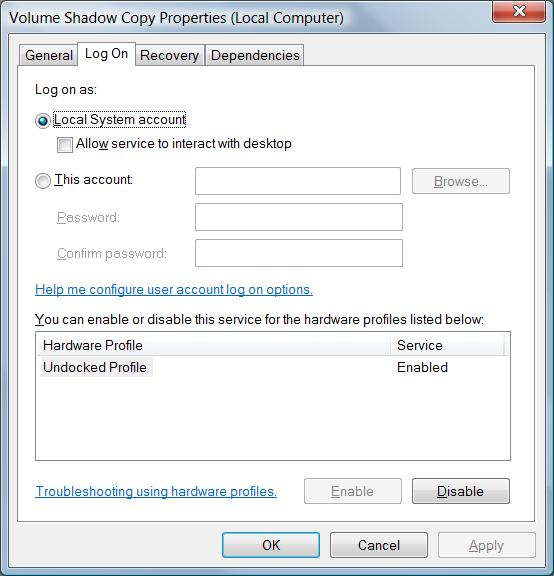 Volume Shadow Copy Properties (Local Computer)
General Log On Recovery Dependencies
Log on as:
Local System account
Allow service to interact with desktop
This account: Browse...
Password:
Confirm password:
Help me configure user account log on options.
You can enable or disable this service for the hardware profiles listed below:
Hardware Profile Service
Undocked Profile Enabled
Troubleshooting using hardware profiles. Enable Disable
OK Cancel Apply